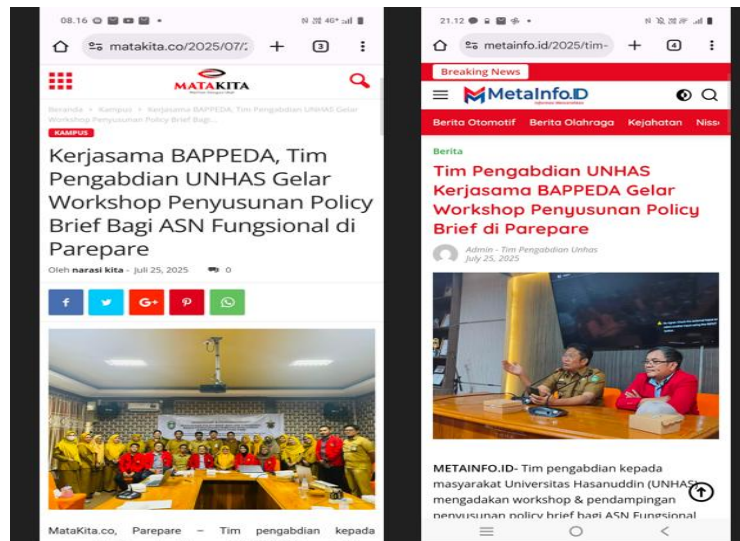 08.16
4G+
matakita.co/2025/07/2
3
MATAKITA
Beranda › Kampus › Kerjasama BAPPEDA, Tim Pengabdian UNHAS Gelar
Workshop Penyusunan Policy Brief Bagi...
KAMPUS
Kerjasama BAPPEDA, Tim
Pengabdian UNHAS Gelar
Workshop Penyusunan Policy
Brief Bagi ASN Fungsional di
Parepare
Oleh narasi kita - Juli 25, 2025 0
G+
MataKita.co, Parepare – Tim pengabdian kepada
21.12
metainfo.id/2025/tim-
4
Breaking News
MetaInfo.ID
Berita Otomotif Berita Olahraga Kejahatan Niss
Berita
Tim Pengabdian UNHAS
Kerjasama BAPPEDA Gelar
Workshop Penyusunan Policy
Brief di Parepare
Admin - Tim Pengabdian Unhas
July 25, 2025
METAINFO.ID- Tim pengabdian kepada
masyarakat Universitas Hasanuddin (UNHAS)
mengadakan workshop & pendampingan
penyusunan policy brief bagi ASN Fungsional